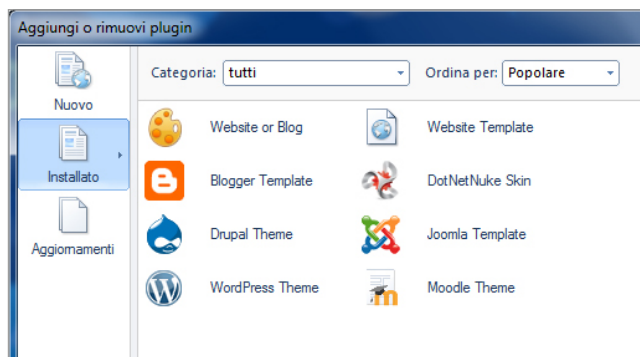 Aggiungi o rimuovi plugin
Nuovo
Installato
Aggiornamenti
Categoria: tutti Ordina per: Popolare
Website or Blog Website Template
Blogger Template DotNetNuke Skin
Drupal Theme Joomla Template
WordPress Theme Moodle Theme